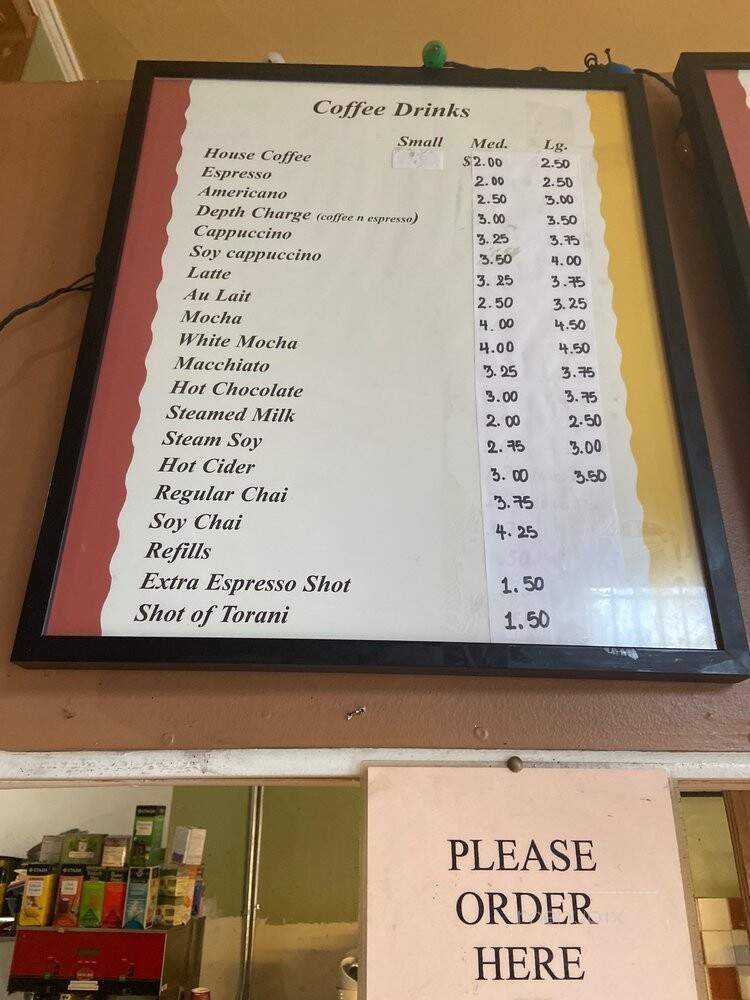 Coffee Drinks
Small Med. Lg.
House Coffee $2.00 2.50
Espresso 2.00 2.50
Americano 2.50 3.00
Depth Charge (coffee n espresso) 3.00 3.50
Cappuccino 3.25 3.75
Soy cappuccino 3.50 4.00
Latte 3.25 3.75
Au Lait 2.50 3.25
Mocha 4.00 4.50
White Mocha 4.00 4.50
Macchiato 3.25 3.75
Hot Chocolate 3.00 3.75
Steamed Milk 2.00 2.50
Steam Soy 2.75 3.00
Hot Cider 3.00 3.50
Regular Chai 3.75
Soy Chai 4.25
Refills
Extra Espresso Shot 1.50
Shot of Torani 1.50
PLEASE
ORDER
HERE